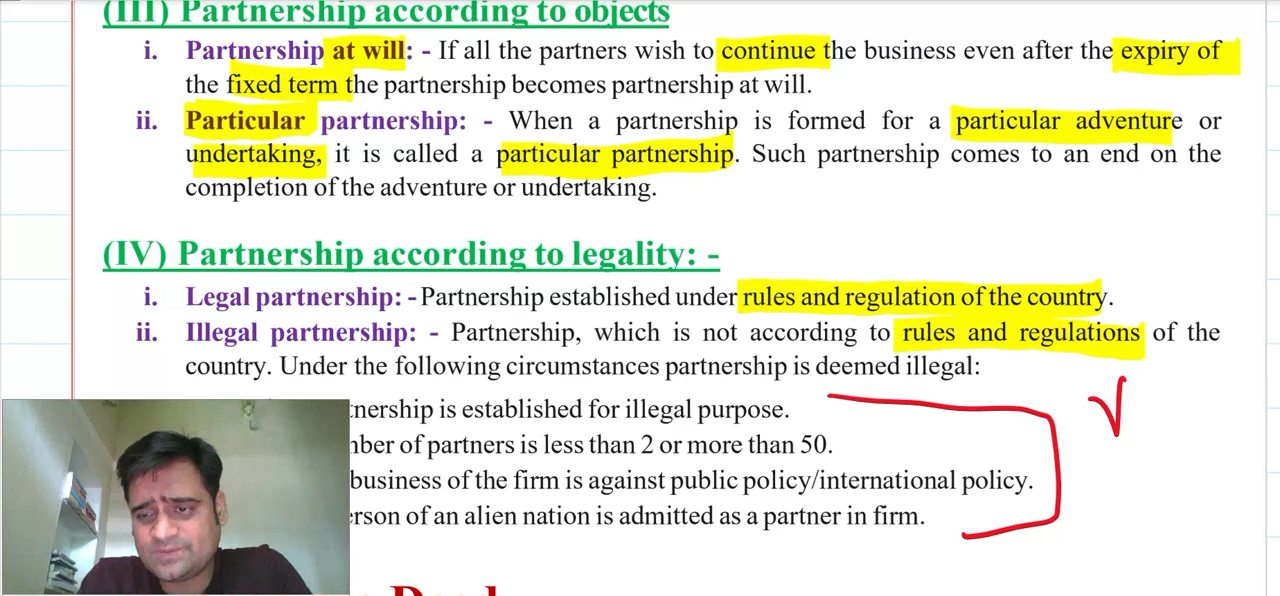 (III) Partnership according to objects
i. Partnership at will: - If all the partners wish to continue the business even after the expiry of
the fixed term the partnership becomes partnership at will.
ii. Particular partnership: - When a partnership is formed for a particular adventure or
undertaking, it is called a particular partnership. Such partnership comes to an end on the
completion of the adventure or undertaking.
(IV) Partnership according to legality: -
i. Legal partnership: - Partnership established under rules and regulation of the country.
ii. Illegal partnership: - Partnership, which is not according to rules and regulations of the
country. Under the following circumstances partnership is deemed illegal:
tnership is established for illegal purpose.
nber of partners is less than 2 or more than 50.
business of the firm is against public policy/international policy.
erson of an alien nation is admitted as a partner in firm.